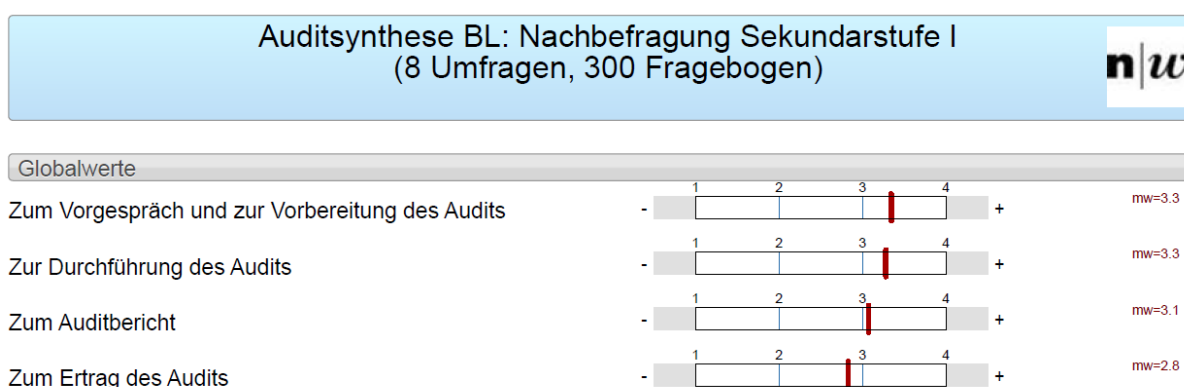 Auditsynthese BL: Nachbefragung Sekundarstufe I
(8 Umfragen, 300 Fragebogen)
n|w
Globalwerte
1 2 3 4
Zum Vorgespräch und zur Vorbereitung des Audits - + mw=3.3
1 2 3 4
Zur Durchführung des Audits - + mw=3.3
1 2 3 4
Zum Auditbericht - + mw=3.1
1 2 3 4
Zum Ertrag des Audits - + mw=2.8